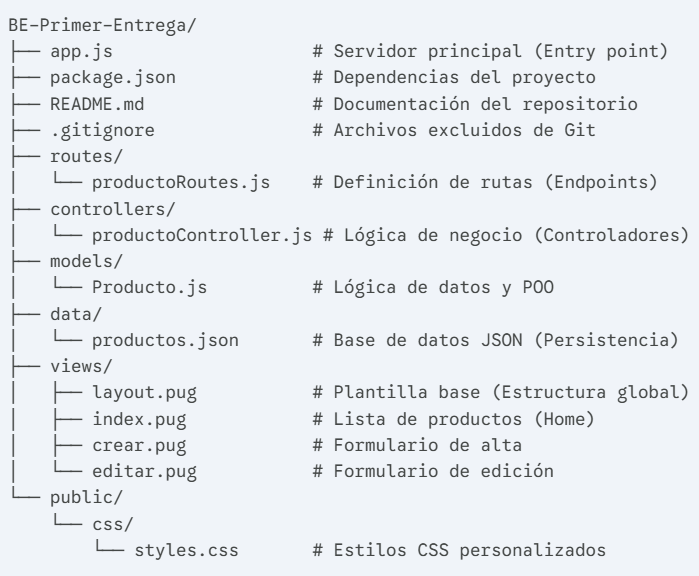 BE-Primer-Entrega/
├── app.js                   # Servidor principal (Entry point)
├── package.json             # Dependencias del proyecto
├── README.md                # Documentación del repositorio
├── .gitignore               # Archivos excluidos de Git
├── routes/
│   └── productoRoutes.js    # Definición de rutas (Endpoints)
├── controllers/
│   └── productoController.js # Lógica de negocio (Controladores)
├── models/
│   └── Producto.js          # Lógica de datos y POO
├── data/
│   └── productos.json       # Base de datos JSON (Persistencia)
├── views/
│   ├── layout.pug           # Plantilla base (Estructura global)
│   ├── index.pug            # Lista de productos (Home)
│   ├── crear.pug            # Formulario de alta
│   └── editar.pug           # Formulario de edición
└── public/
    └── css/
        └── styles.css       # Estilos CSS personalizados